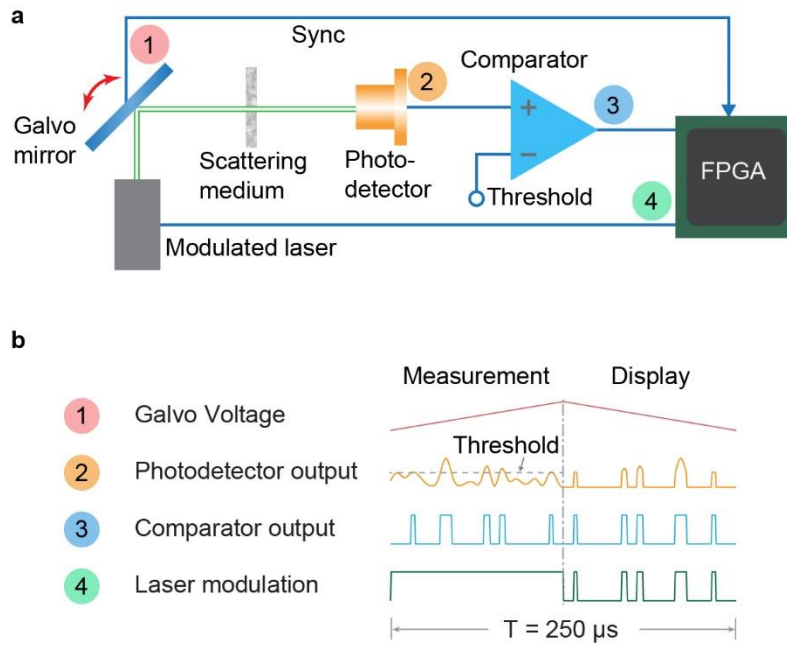 a
1
Sync
2
Comparator
3
Galvo
mirror
+
−
Scattering
medium
Photo-
detector
Threshold
4
FPGA
Modulated laser
b
Measurement Display
1 Galvo Voltage
Threshold
2 Photodetector output
3 Comparator output
4 Laser modulation
T = 250 µs